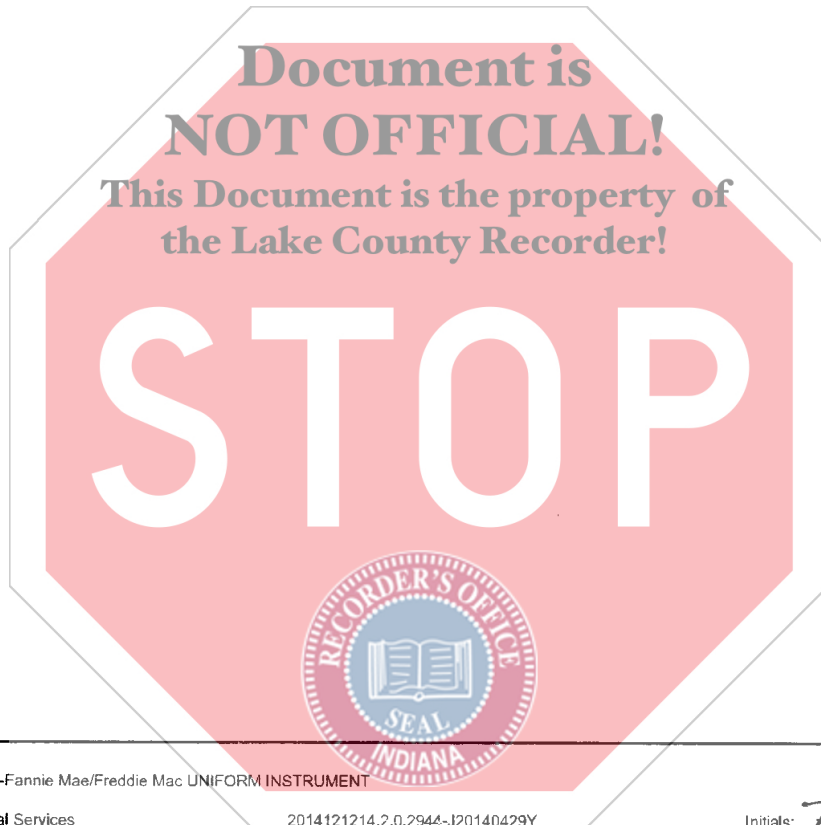 Document is
NOT OFFICIAL!
This Document is the property of
the Lake County Recorder!
STOP
RECORDER'S OFFICE
SEAL
INDIANA
-Fannie Mae/Freddie Mac UNIFORM INSTRUMENT
al Services 2014121214.2.0.2944-J20140429Y Initials: